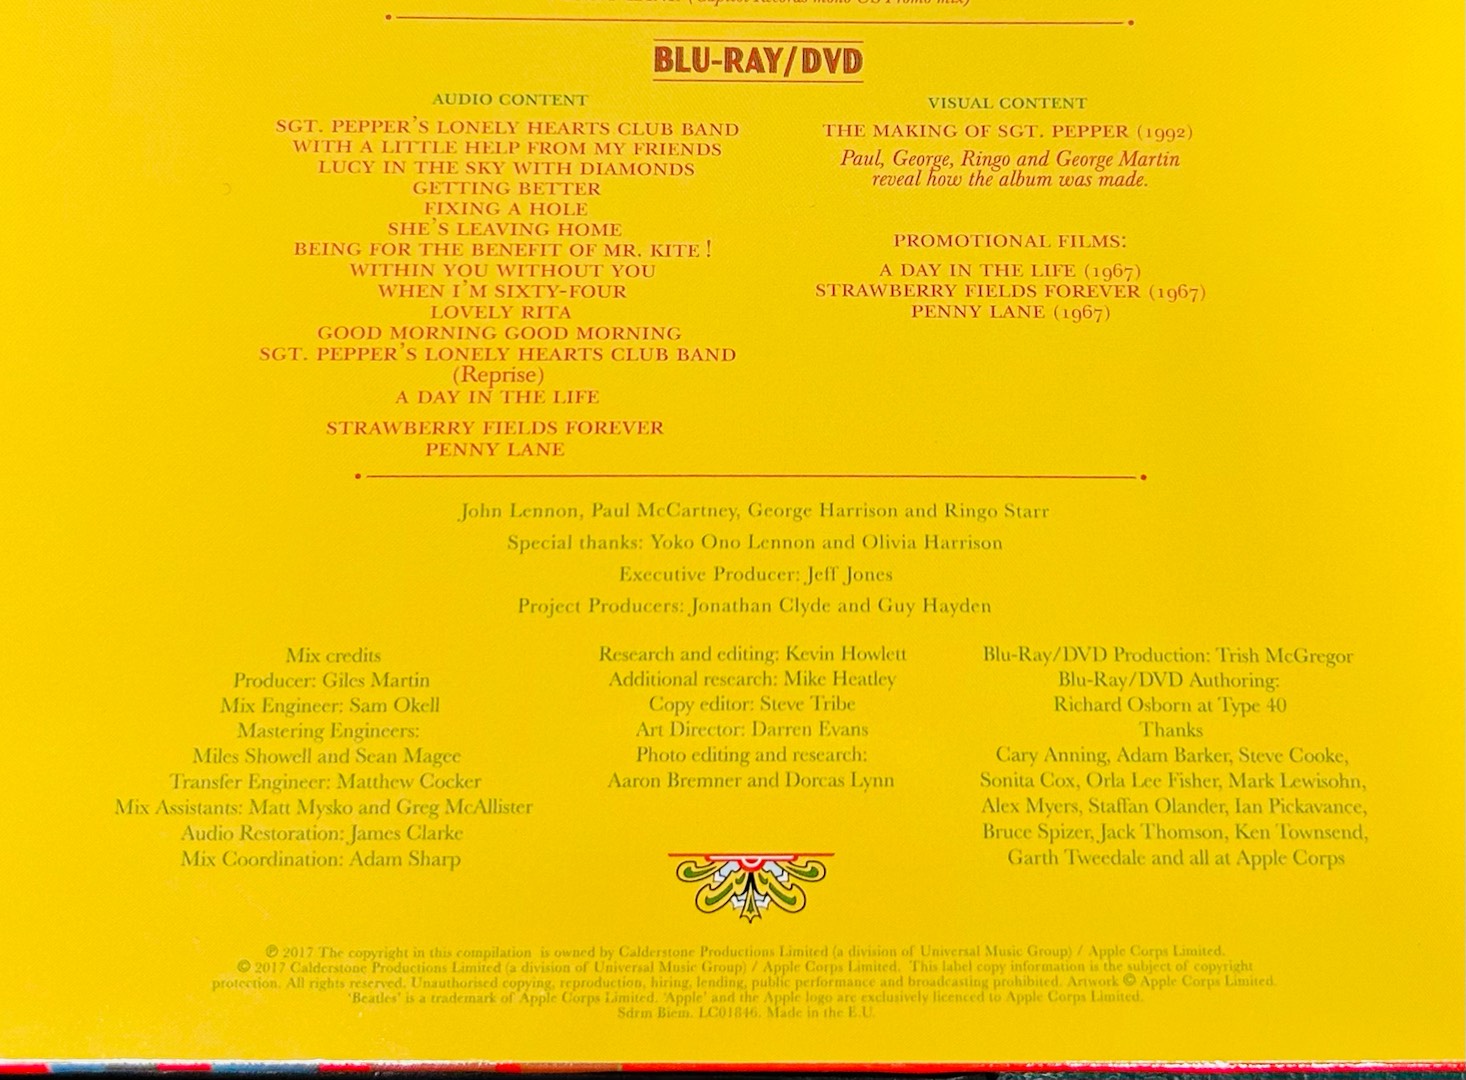 (Capitol Records mono US Promo mix)
BLU-RAY/DVD
AUDIO CONTENT
SGT. PEPPER'S LONELY HEARTS CLUB BAND
WITH A LITTLE HELP FROM MY FRIENDS
LUCY IN THE SKY WITH DIAMONDS
GETTING BETTER
FIXING A HOLE
SHE'S LEAVING HOME
BEING FOR THE BENEFIT OF MR. KITE!
WITHIN YOU WITHOUT YOU
WHEN I'M SIXTY-FOUR
LOVELY RITA
GOOD MORNING GOOD MORNING
SGT. PEPPER'S LONELY HEARTS CLUB BAND
(Reprise)
A DAY IN THE LIFE
STRAWBERRY FIELDS FOREVER
PENNY LANE
VISUAL CONTENT
THE MAKING OF SGT. PEPPER (1992)
Paul, George, Ringo and George Martin
reveal how the album was made.
PROMOTIONAL FILMS:
A DAY IN THE LIFE (1967)
STRAWBERRY FIELDS FOREVER (1967)
PENNY LANE (1967)
John Lennon, Paul McCartney, George Harrison and Ringo Starr
Special thanks: Yoko Ono Lennon and Olivia Harrison
Executive Producer: Jeff Jones
Project Producers: Jonathan Clyde and Guy Hayden
Mix credits
Producer: Giles Martin
Mix Engineer: Sam Okell
Mastering Engineers:
Miles Showell and Sean Magee
Transfer Engineer: Matthew Cocker
Mix Assistants: Matt Mysko and Greg McAllister
Audio Restoration: James Clarke
Mix Coordination: Adam Sharp
Research and editing: Kevin Howlett
Additional research: Mike Heatley
Copy editor: Steve Tribe
Art Director: Darren Evans
Photo editing and research:
Aaron Bremner and Dorcas Lynn
Blu-Ray/DVD Production: Trish McGregor
Blu-Ray/DVD Authoring:
Richard Osborn at Type 40
Thanks
Cary Anning, Adam Barker, Steve Cooke,
Sonita Cox, Orla Lee Fisher, Mark Lewisohn,
Alex Myers, Staffan Olander, Ian Pickavance,
Bruce Spizer, Jack Thomson, Ken Townsend,
Garth Tweedale and all at Apple Corps
℗ 2017 The copyright in this compilation is owned by Calderstone Productions Limited (a division of Universal Music Group) / Apple Corps Limited.
© 2017 Calderstone Productions Limited (a division of Universal Music Group) / Apple Corps Limited. This label copy information is the subject of copyright
protection. All rights reserved. Unauthorised copying, reproduction, hiring, lending, public performance and broadcasting prohibited. Artwork © Apple Corps Limited.
'Beatles' is a trademark of Apple Corps Limited. 'Apple' and the Apple logo are exclusively licenced to Apple Corps Limited.
Sdrm Biem. LC01846. Made in the E.U.